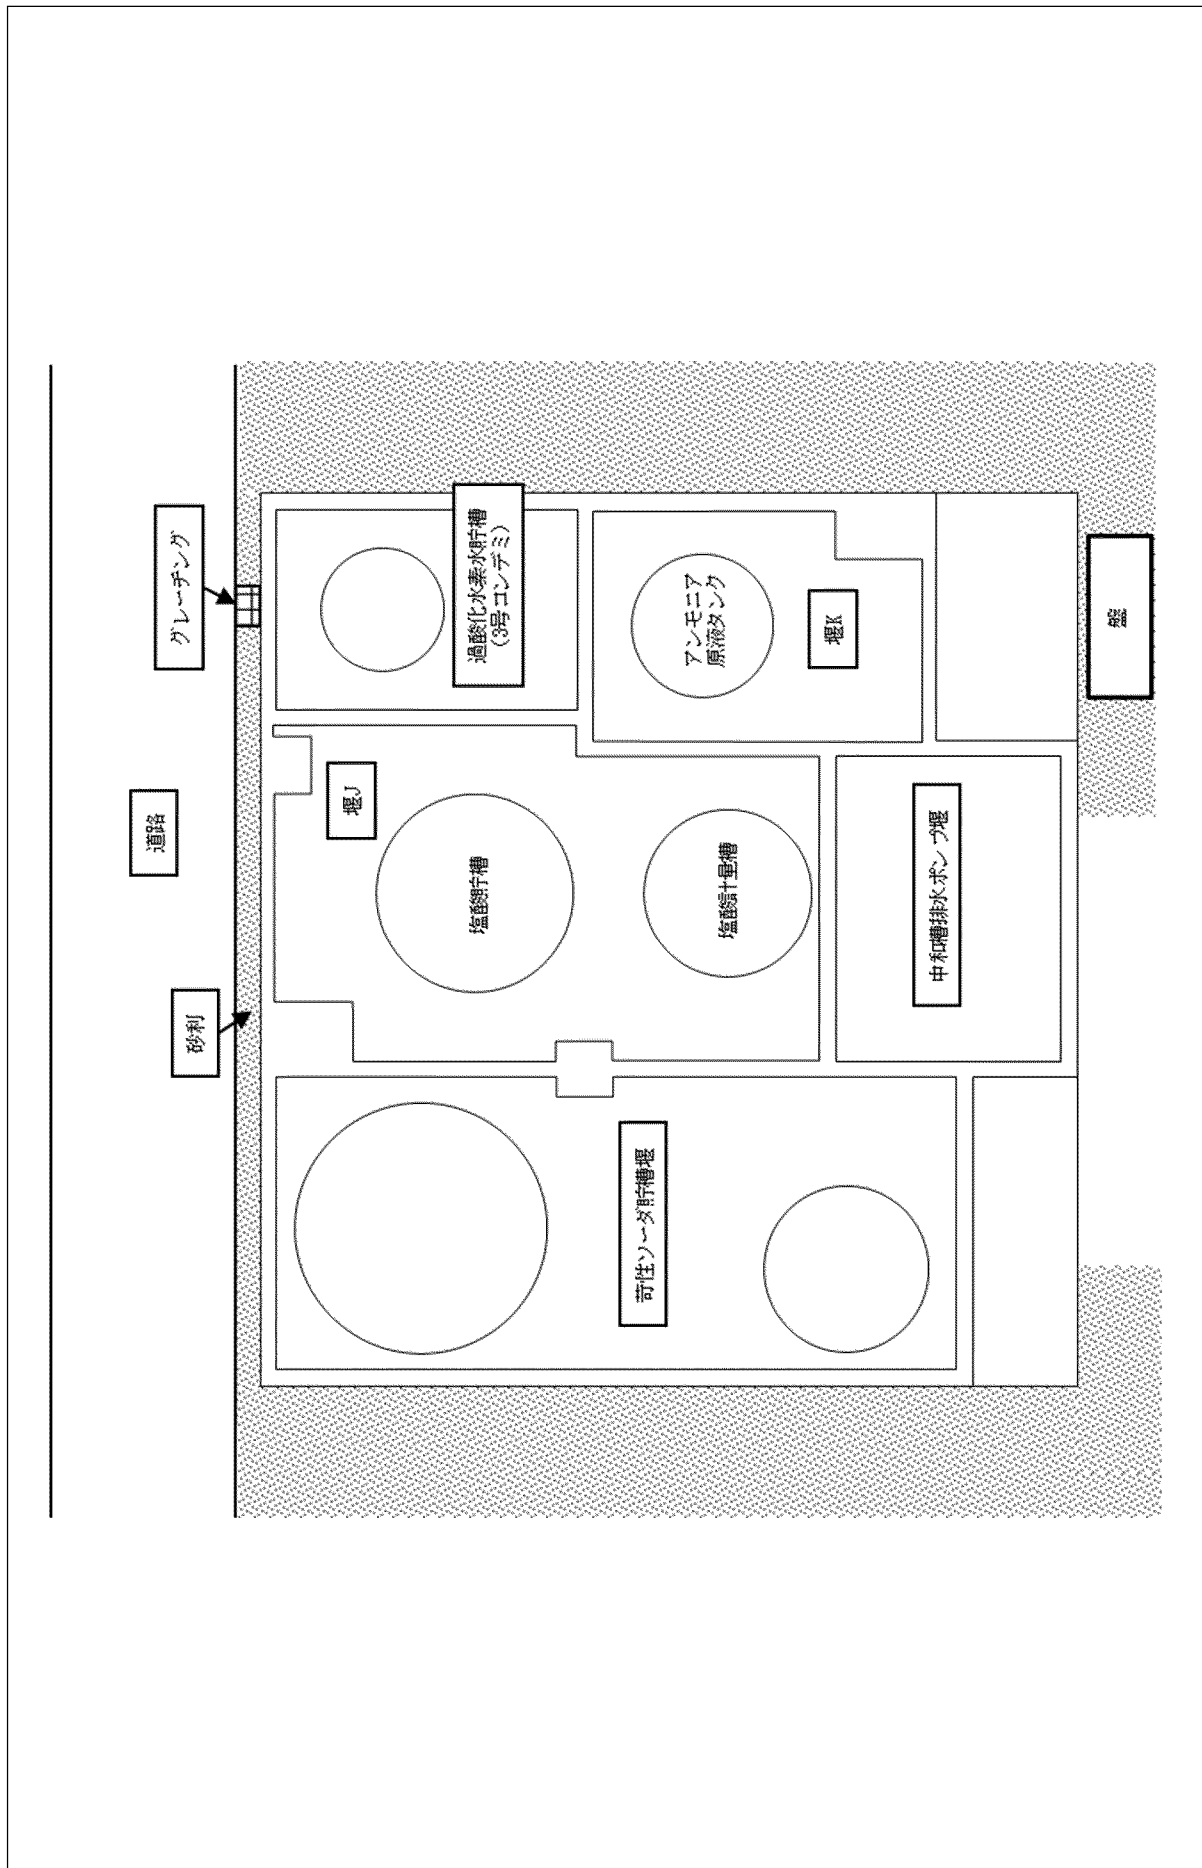 道路
グレーチング
砂利
堰J
塩酸貯槽
過酸化水素水貯槽
(3号コンデミ)
苛性ソーダ貯槽堰
アンモニア
原液タンク
塩酸計量槽
堰K
中和槽排水ポンプ堰
盤